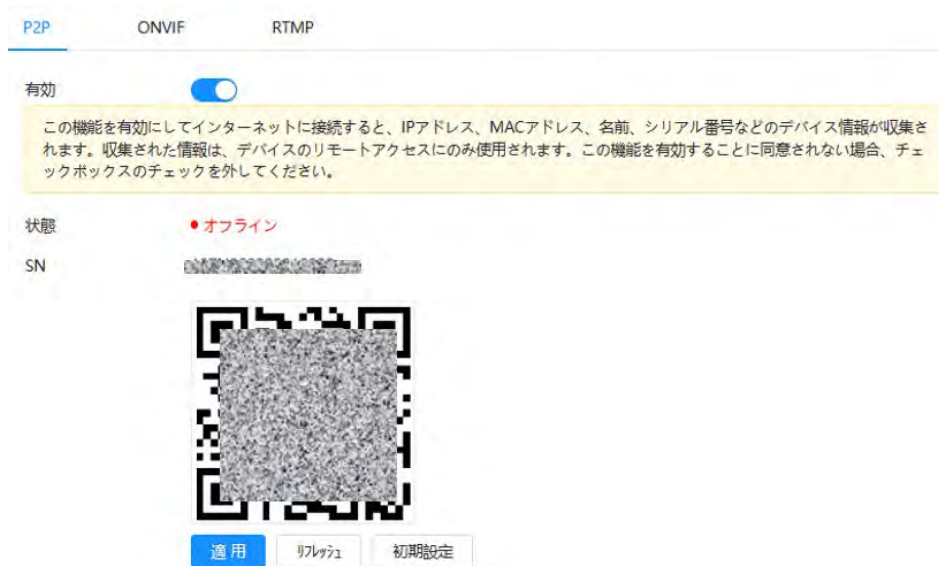 P2P ONVIF RTMP
有効
この機能を有効にしてインターネットに接続すると、IPアドレス、MACアドレス、名前、シリアル番号などのデバイス情報が収集さ
れます。収集された情報は、デバイスのリモートアクセスにのみ使用されます。この機能を有効することに同意されない場合、チェ
ックボックスのチェックを外してください。
状態 オフライン
SN
適用 リフレッシュ 初期設定